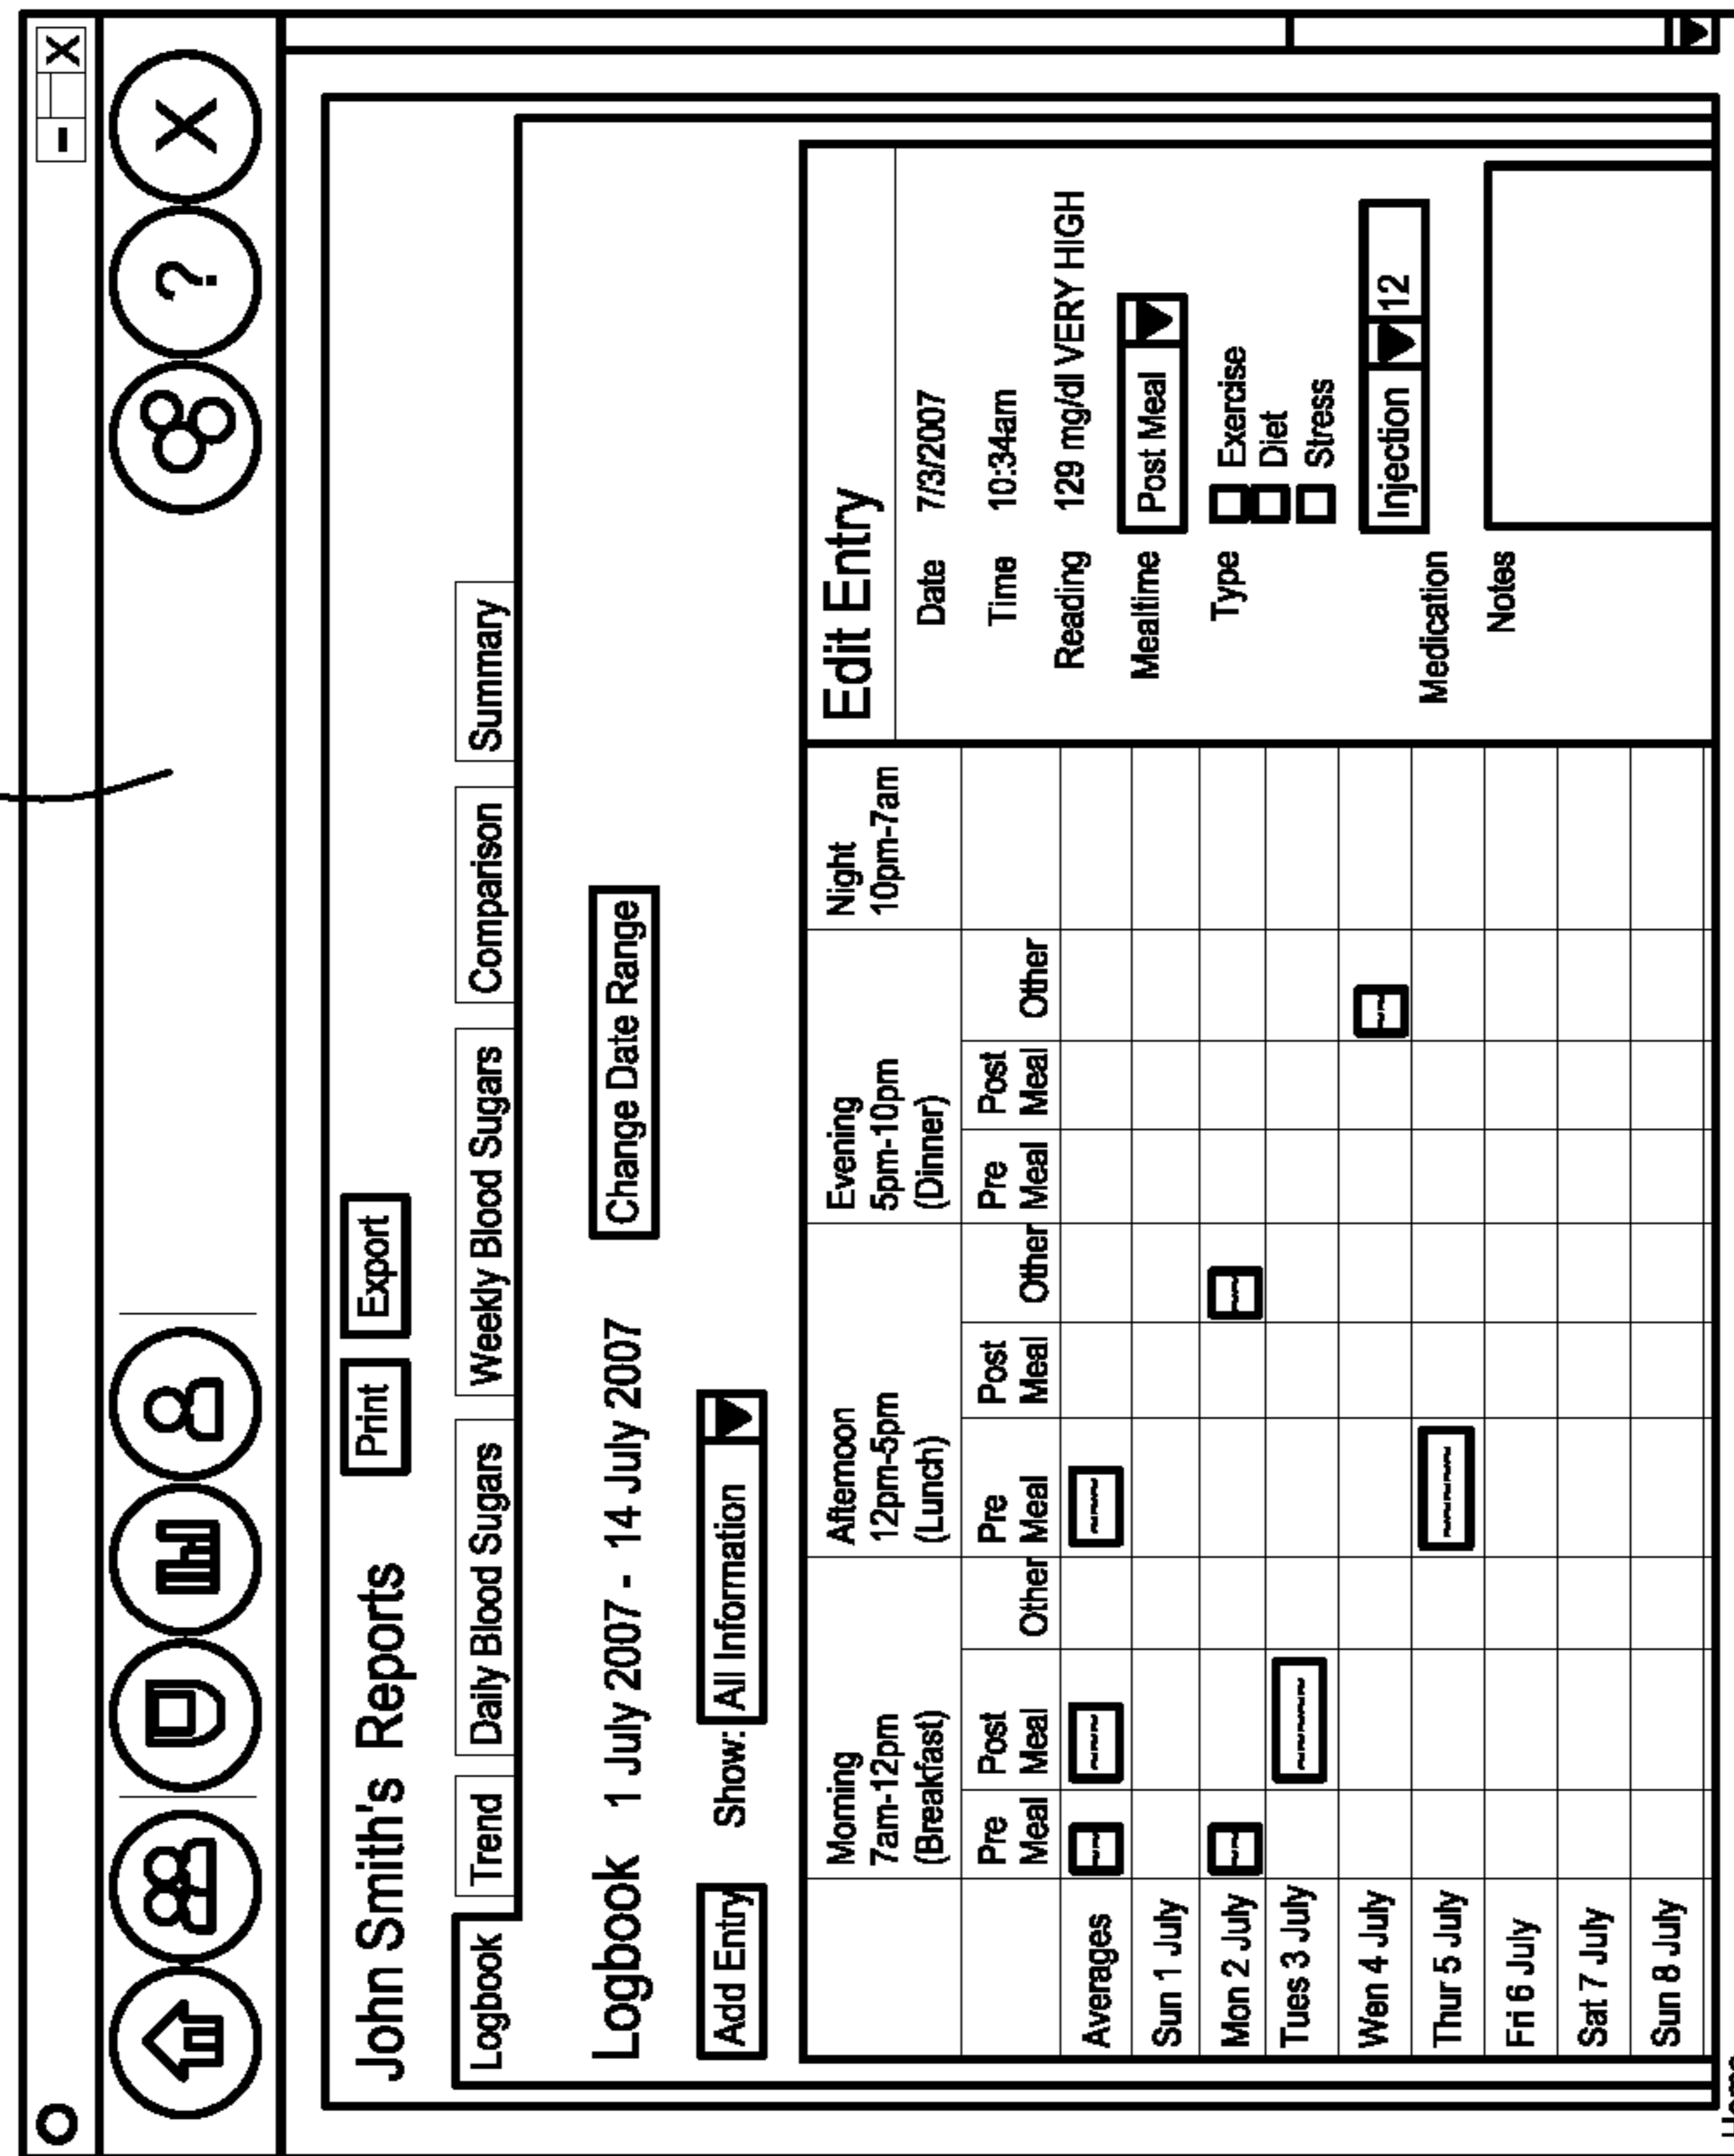 - X
? X
John Smith's Reports Print Export
Logbook Trend Daily Blood Sugars Weekly Blood Sugars Comparison Summary
Logbook 1 July 2007 - 14 July 2007 Change Date Range
Add Entry Show: All Information
Morning
7am-12pm
(Breakfast)
Afternoon
12pm-5pm
(Lunch)
Evening
5pm-10pm
(Dinner)
Night
10pm-7am
Pre Meal Post Meal Other Pre Meal Post Meal Other Pre Meal Post Meal Other
Averages
Sun 1 July
Mon 2 July
Tues 3 July
Wen 4 July
Thur 5 July
Fri 6 July
Sat 7 July
Sun 8 July
Edit Entry
Date 7/3/2007
Time 10:34am
Reading 129 mg/dl VERY HIGH
Mealtime Post Meal
Type Exercise
Diet
Stress
Injection 12
Medication
Notes